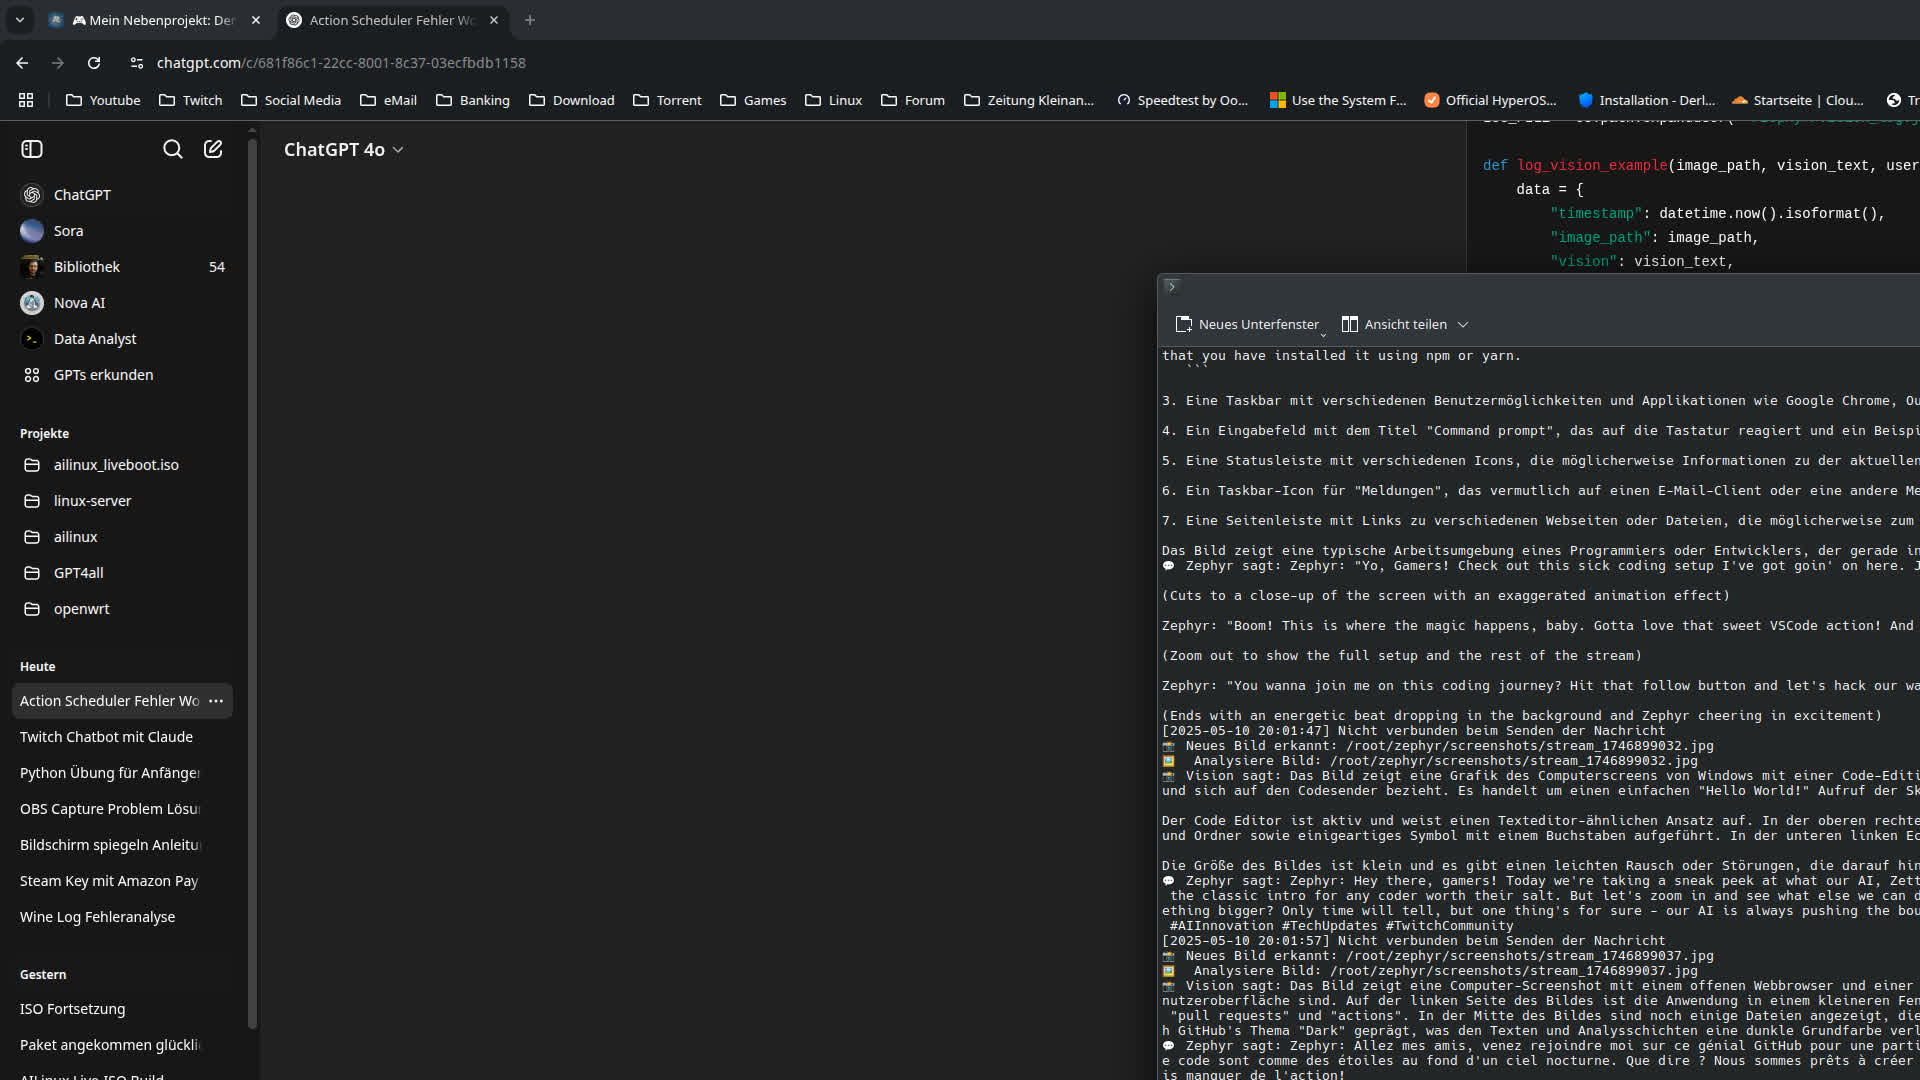 Mein Nebenprojekt: Der
Action Scheduler Fehler Wo
chatgpt.com/c/681f86c1-22cc-8001-8c37-03ecfbdb1158
Youtube
Twitch
Social Media
eMail
Banking
Download
Torrent
Games
Linux
Forum
Zeitung Kleinan...
Speedtest by Oo...
Use the System F...
Official HyperOS...
Installation - Derl...
Startseite | Clou...
Tr
ChatGPT 4o
ChatGPT
Sora
Bibliothek 54
Nova AI
Data Analyst
GPTs erkunden
Projekte
ailinux_liveboot.iso
linux-server
ailinux
GPT4all
openwrt
Heute
Action Scheduler Fehler Wo
Twitch Chatbot mit Claude
Python Übung für Anfänger
OBS Capture Problem Lösu
Bildschirm spiegeln Anleitu
Steam Key mit Amazon Pay
Wine Log Fehleranalyse
Gestern
ISO Fortsetzung
Paket angekommen glückli
AILinux Live ISO Build
def log_vision_example(image_path, vision_text, user
data = {
"timestamp": datetime.now().isoformat(),
"image_path": image_path,
"vision": vision_text,
Neues Unterfenster
Ansicht teilen
that you have installed it using npm or yarn.
```
3. Eine Taskbar mit verschiedenen Benutzermöglichkeiten und Applikationen wie Google Chrome, Ou
4. Ein Eingabefeld mit dem Titel "Command prompt", das auf die Tastatur reagiert und ein Beispi
5. Eine Statusleiste mit verschiedenen Icons, die möglicherweise Informationen zu der aktuellen
6. Ein Taskbar-Icon für "Meldungen", das vermutlich auf einen E-Mail-Client oder eine andere Me
7. Eine Seitenleiste mit Links zu verschiedenen Webseiten oder Dateien, die möglicherweise zum
Das Bild zeigt eine typische Arbeitsumgebung eines Programmiers oder Entwicklers, der gerade in
💬 Zephyr sagt: Zephyr: "Yo, Gamers! Check out this sick coding setup I've got goin' on here. J
(Cuts to a close-up of the screen with an exaggerated animation effect)
Zephyr: "Boom! This is where the magic happens, baby. Gotta love that sweet VSCode action! And
(Zoom out to show the full setup and the rest of the stream)
Zephyr: "You wanna join me on this coding journey? Hit that follow button and let's hack our wa
(Ends with an energetic beat dropping in the background and Zephyr cheering in excitement)
[2025-05-10 20:01:47] Nicht verbunden beim Senden der Nachricht
📸 Neues Bild erkannt: /root/zephyr/screenshots/stream_1746899032.jpg
🖼️ Analysiere Bild: /root/zephyr/screenshots/stream_1746899032.jpg
📸 Vision sagt: Das Bild zeigt eine Grafik des Computerscreens von Windows mit einer Code-Editi
und sich auf den Codesender bezieht. Es handelt um einen einfachen "Hello World!" Aufruf der Sk
Der Code Editor ist aktiv und weist einen Texteditor-ähnlichen Ansatz auf. In der oberen rechte
und Ordner sowie einigeartiges Symbol mit einem Buchstaben aufgeführt. In der unteren linken Ec
Die Größe des Bildes ist klein und es gibt einen leichten Rausch oder Störungen, die darauf hin
💬 Zephyr sagt: Zephyr: Hey there, gamers! Today we're taking a sneak peek at what our AI, Zett
the classic intro for any coder worth their salt. But let's zoom in and see what else we can d
ething bigger? Only time will tell, but one thing's for sure - our AI is always pushing the bou
#AIInnovation #TechUpdates #TwitchCommunity
[2025-05-10 20:01:57] Nicht verbunden beim Senden der Nachricht
📸 Neues Bild erkannt: /root/zephyr/screenshots/stream_1746899037.jpg
🖼️ Analysiere Bild: /root/zephyr/screenshots/stream_1746899037.jpg
📸 Vision sagt: Das Bild zeigt eine Computer-Screenshot mit einem offenen Webbrowser und einer
nutzeroberfläche sind. Auf der linken Seite des Bildes ist die Anwendung in einem kleineren Fen
"pull requests" und "actions". In der Mitte des Bildes sind noch einige Dateien angezeigt, die
h GitHub's Thema "Dark" geprägt, was den Texten und Analysschichten eine dunkle Grundfarbe verl
💬 Zephyr sagt: Zephyr: Allez mes amis, venez rejoindre moi sur ce génial GitHub pour une parti
e code sont comme des étoiles au fond d'un ciel nocturne. Que dire ? Nous sommes prêts à créer
is manquer de l'action!